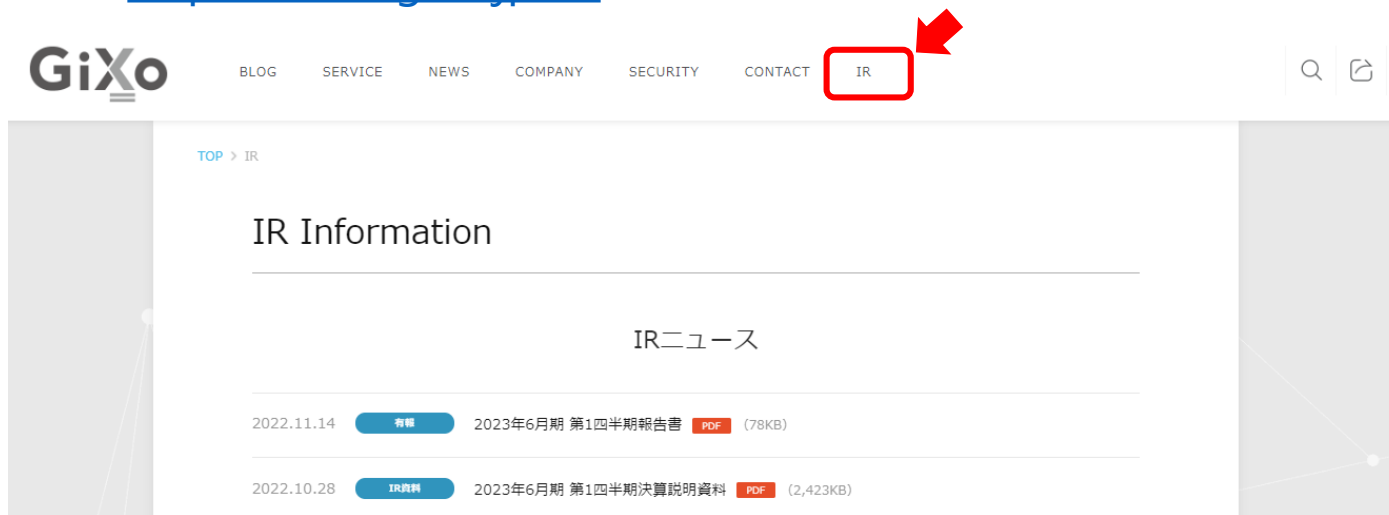 GiXo
BLOG SERVICE NEWS COMPANY SECURITY CONTACT IR
TOP > IR
IR Information
IRニュース
2022.11.14 有報 2023年6月期 第1四半期報告書 PDF (78KB)
2022.10.28 IR資料 2023年6月期 第1四半期決算説明資料 PDF (2,423KB)